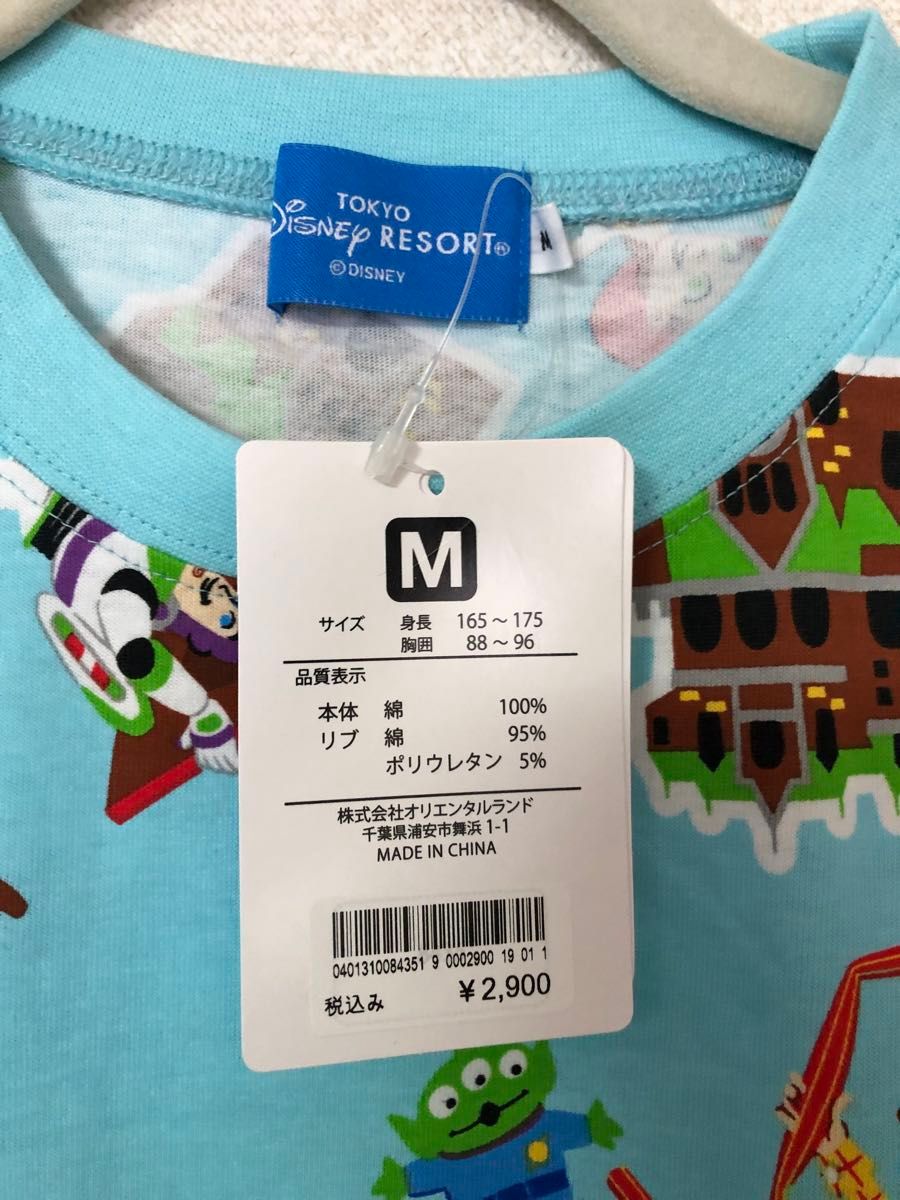 TOKYO
Disney RESORT®
©DISNEY
M
M
サイズ 身長 165～175
胸囲 88～96
品質表示
本体 綿 100%
リブ 綿 95%
ポリウレタン 5%
株式会社オリエンタルランド
千葉県浦安市舞浜1-1
MADE IN CHINA
0401310084351 9 0002900 19 01 1
税込み ¥2,900